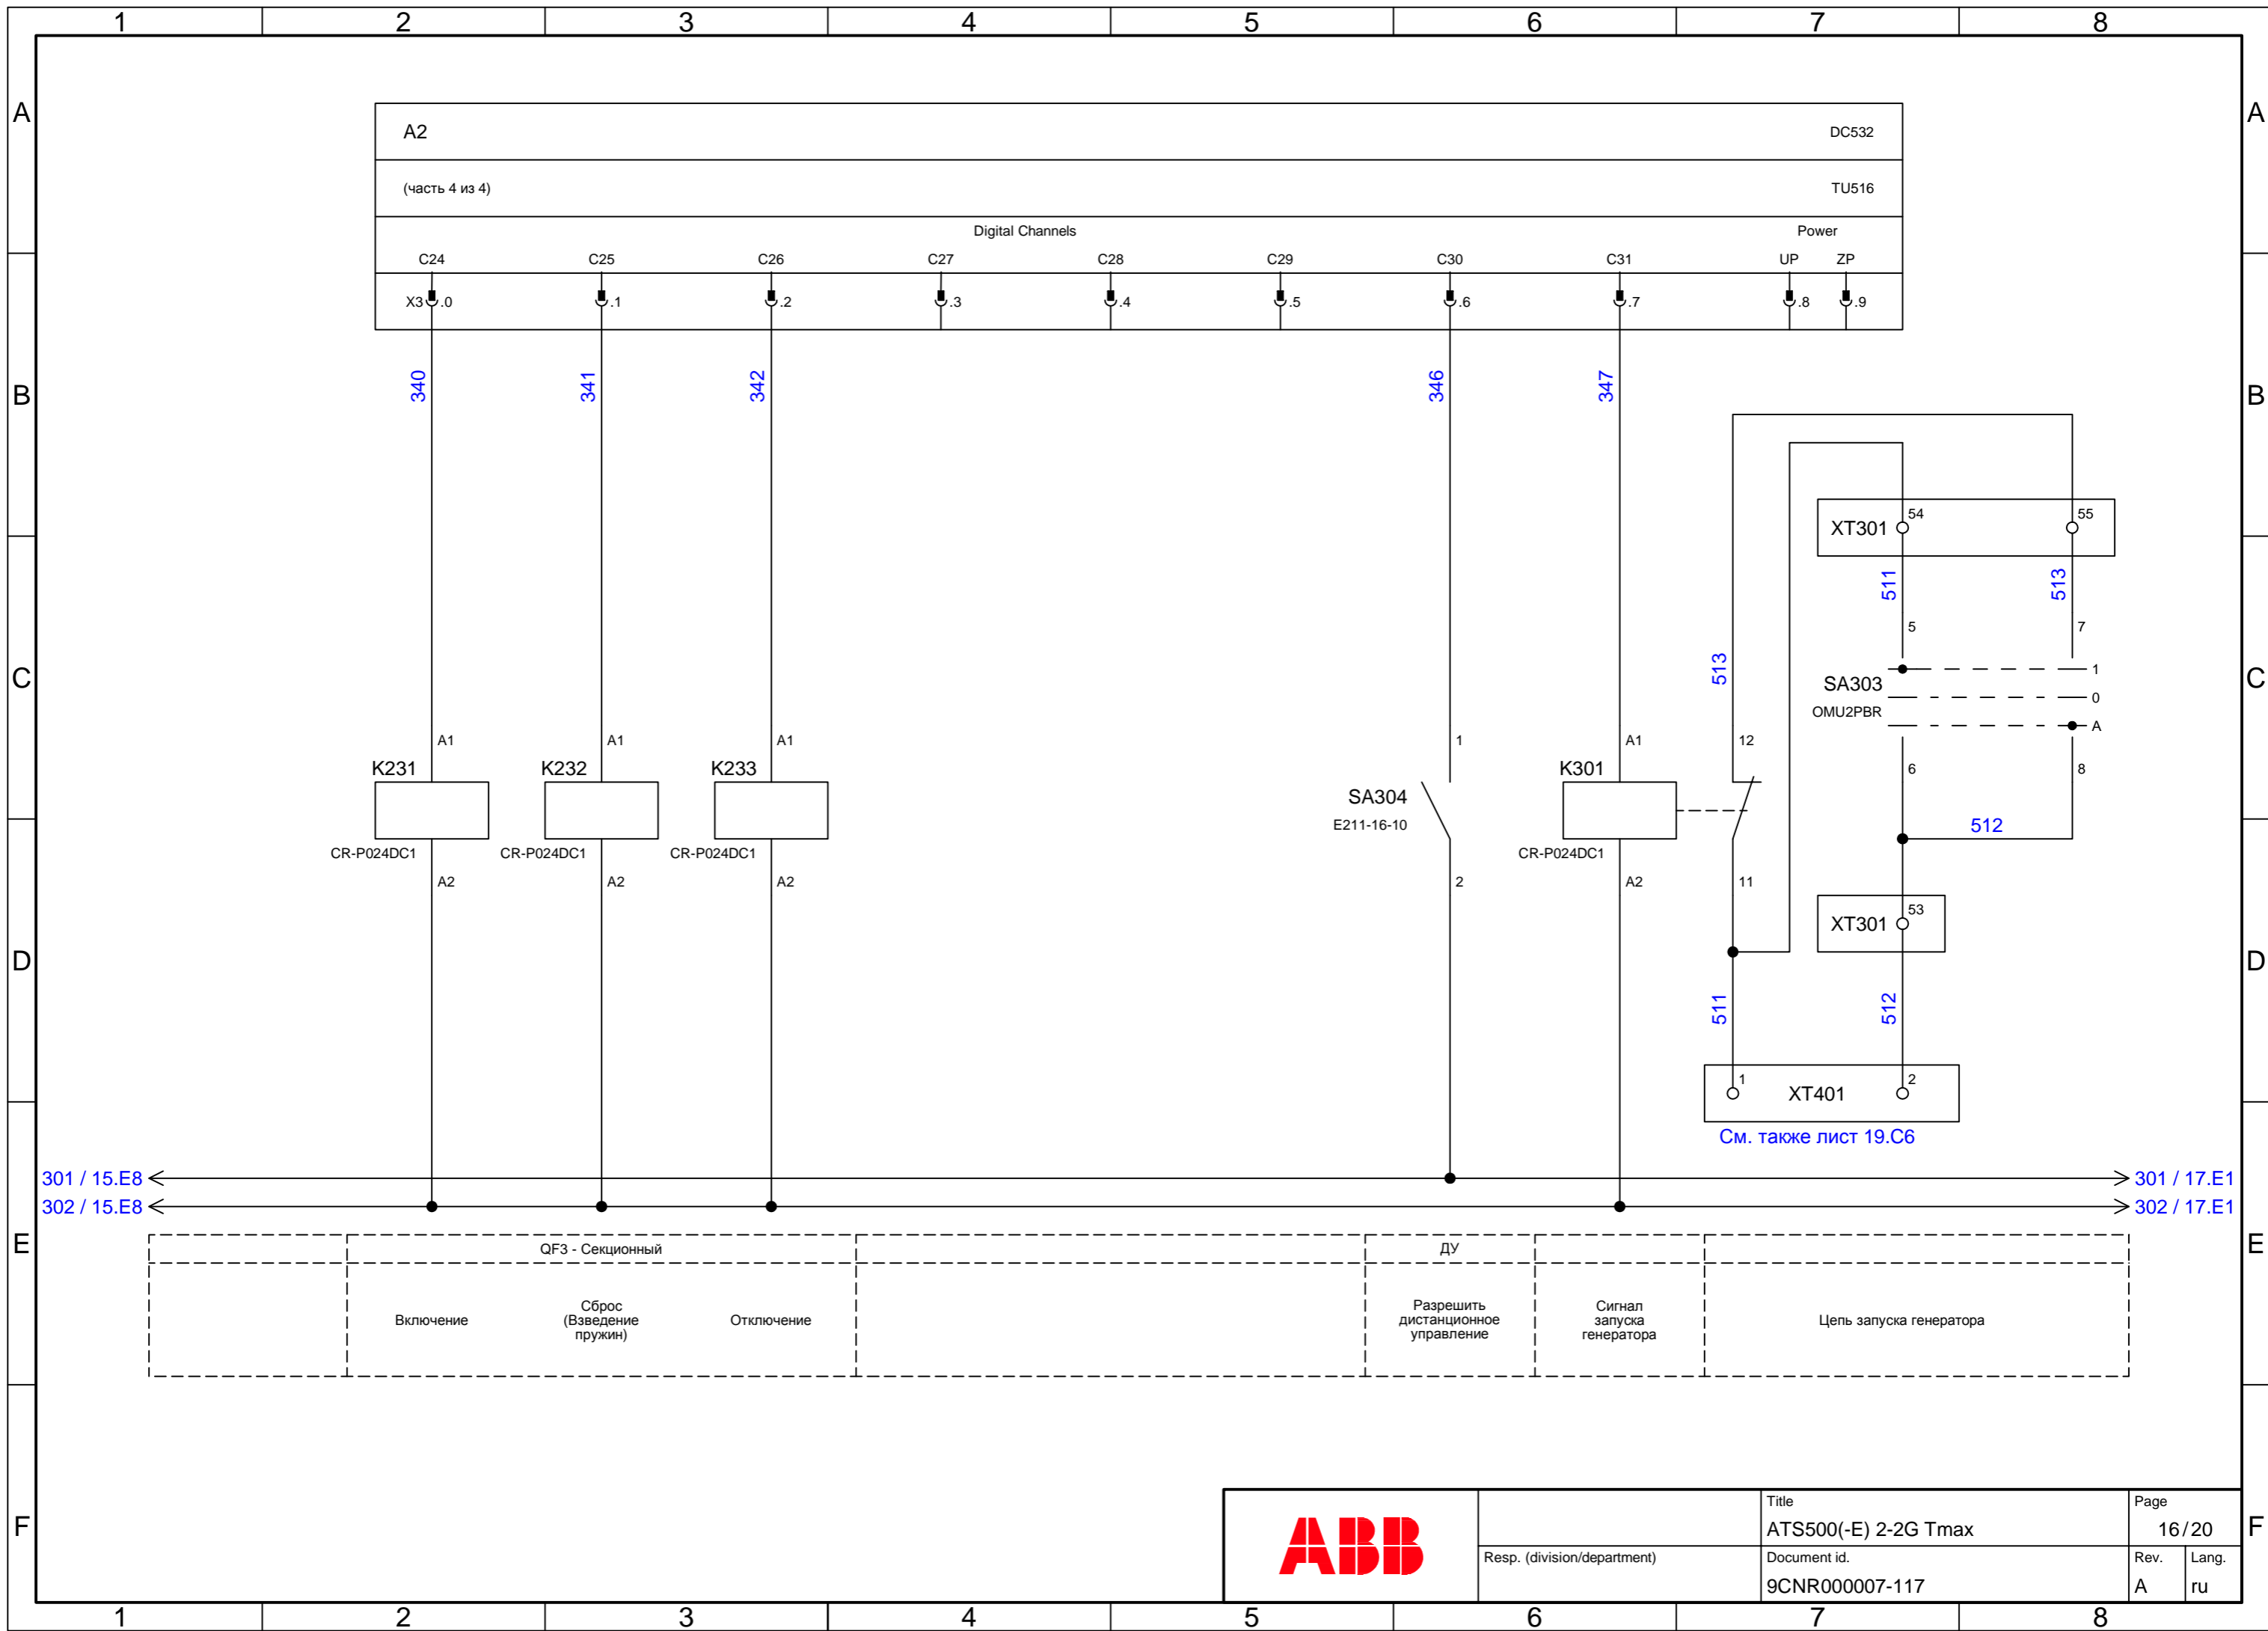 1 2 3 4 5 6 7 8
A A
A2 DC532
(часть 4 из 4) TU516
Digital Channels Power
C24 C25 C26 C27 C28 C29 C30 C31 UP ZP
X3 .0 .1 .2 .3 .4 .5 .6 .7 .8 .9
B B
340 341 342 346 347
XT301 54 55
511 513
5 7
513
C C
1
SA303 0
OMU2PBR A
A1 A1 A1 1 A1 12
K231 K232 K233 K301
6 8
SA304
E211-16-10
512
CR-P024DC1 CR-P024DC1 CR-P024DC1 CR-P024DC1
A2 A2 A2 2 A2 11
XT301 53
D D
511 512
1 XT401 2
См. также лист 19.C6
301 / 15.E8 301 / 17.E1
302 / 15.E8 302 / 17.E1
E E
QF3 - Секционный ДУ
Включение
Сброс
(Взведение
пружин)
Отключение
Разрешить
дистанционное
управление
Сигнал
запуска
генератора
Цепь запуска генератора
F F
ABB
Title
ATS500(-E) 2-2G Tmax
Page
16/20
Resp. (division/department)
Document id.
9CNR000007-117
Rev.
A
Lang.
ru
1 2 3 4 5 6 7 8